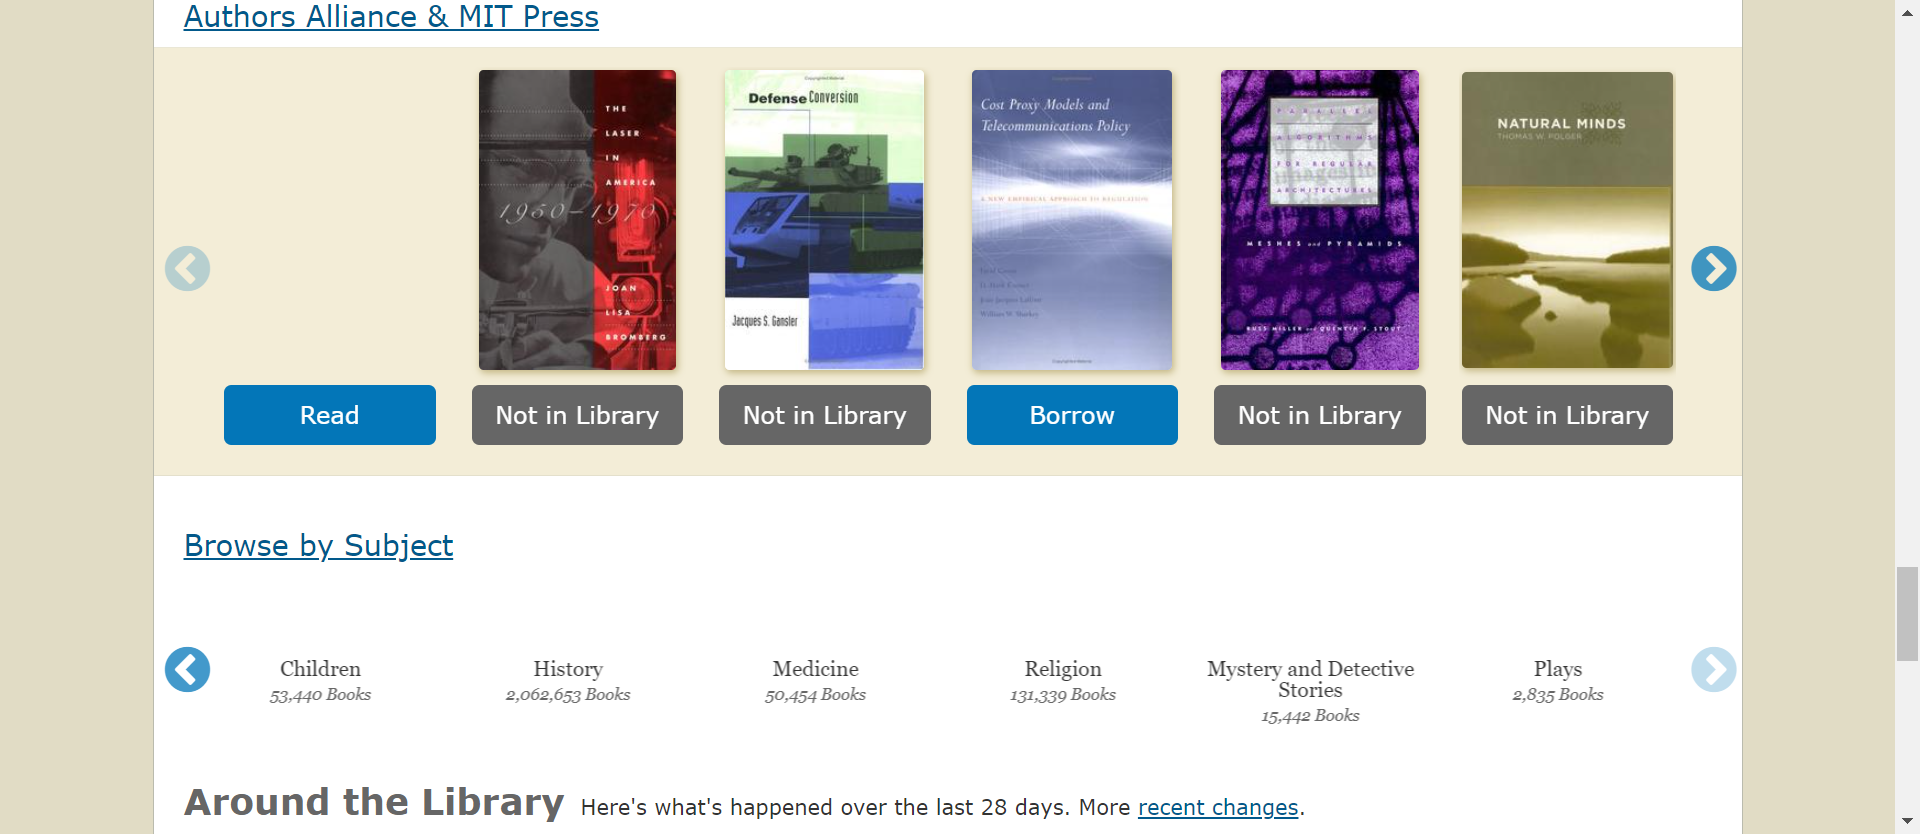 Authors Alliance & MIT Press
THE
LASER
IN
AMERICA
1950–1970
JOAN
LISA
BROMBERG
Defense Conversion
Jacques S. Gansler
Cost Proxy Models and
Telecommunications Policy
A NEW EMPIRICAL APPROACH TO REGULATION
William W. Sharkey
PARALLEL
ALGORITHMS
FOR REGULAR
ARCHITECTURES
MESHES and PYRAMIDS
RUSS MILLER and QUENTIN F. STOUT
NATURAL MINDS
THOMAS W. POLGER
Read
Not in Library
Not in Library
Borrow
Not in Library
Not in Library
Browse by Subject
Children
53,440 Books
History
2,062,653 Books
Medicine
50,454 Books
Religion
131,339 Books
Mystery and Detective
Stories
15,442 Books
Plays
2,835 Books
Around the Library Here's what's happened over the last 28 days. More recent changes.